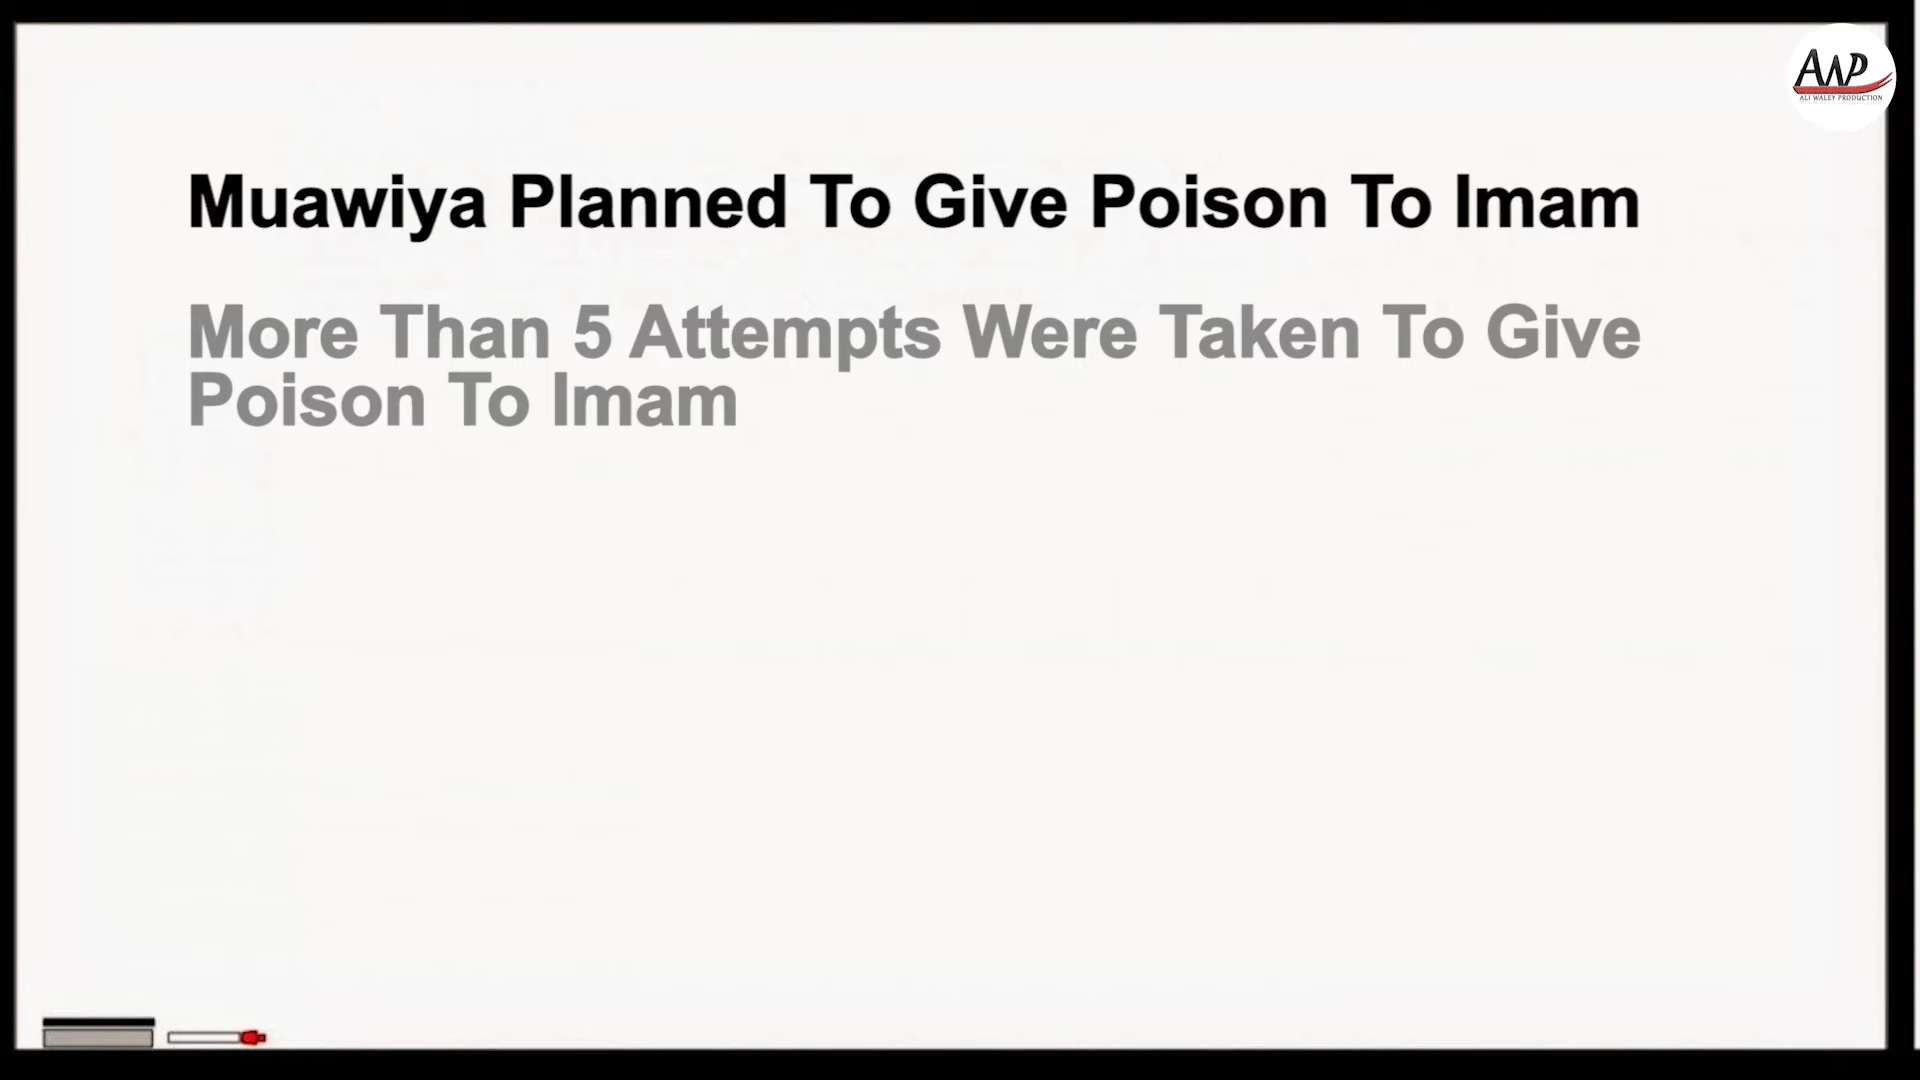 AWP
ALI WALEY PRODUCTION
Muawiya Planned To Give Poison To Imam
More Than 5 Attempts Were Taken To Give
Poison To Imam